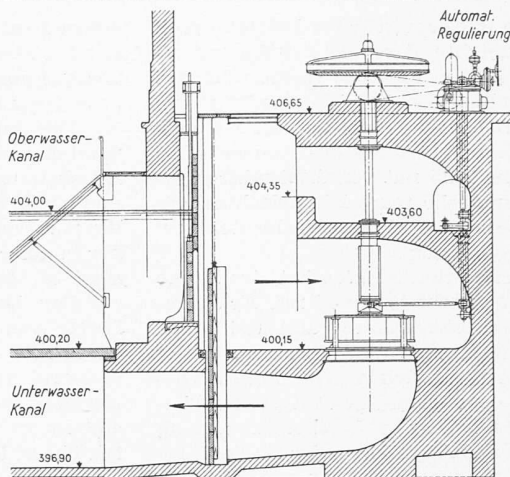 Automat.
Regulierung
406,65
Oberwasser-
Kanal
404,00
404,35
403,60
400,20
400,15
Unterwasser-
Kanal
396,90